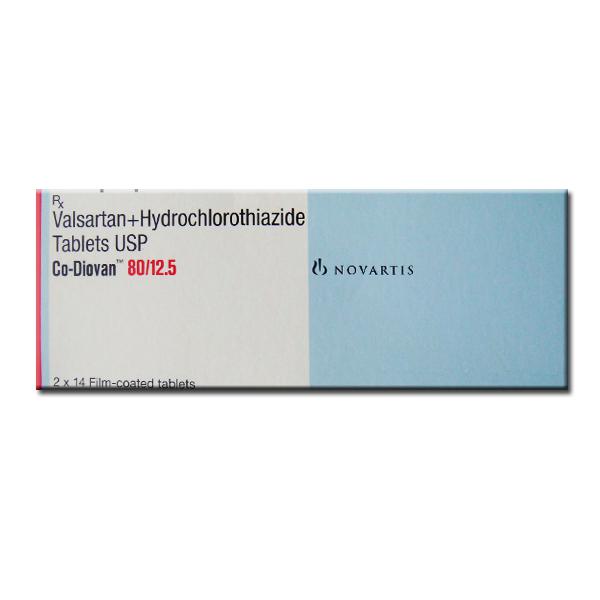 Rx
Valsartan+Hydrochlorothiazide
Tablets USP
Co-Diovan™ 80/12.5
NOVARTIS
2 x 14 Film-coated tablets